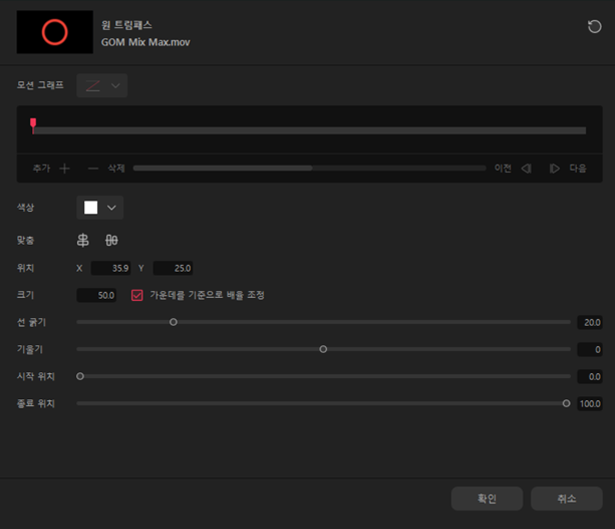 원 트림패스
GOM Mix Max.mov
모션 그래프
추가 삭제 이전 다음
색상
맞춤
위치 X 35.9 Y 25.0
크기 50.0 가운데를 기준으로 배율 조정
선 굵기 20.0
기울기 0
시작 위치 0.0
종료 위치 100.0
확인 취소